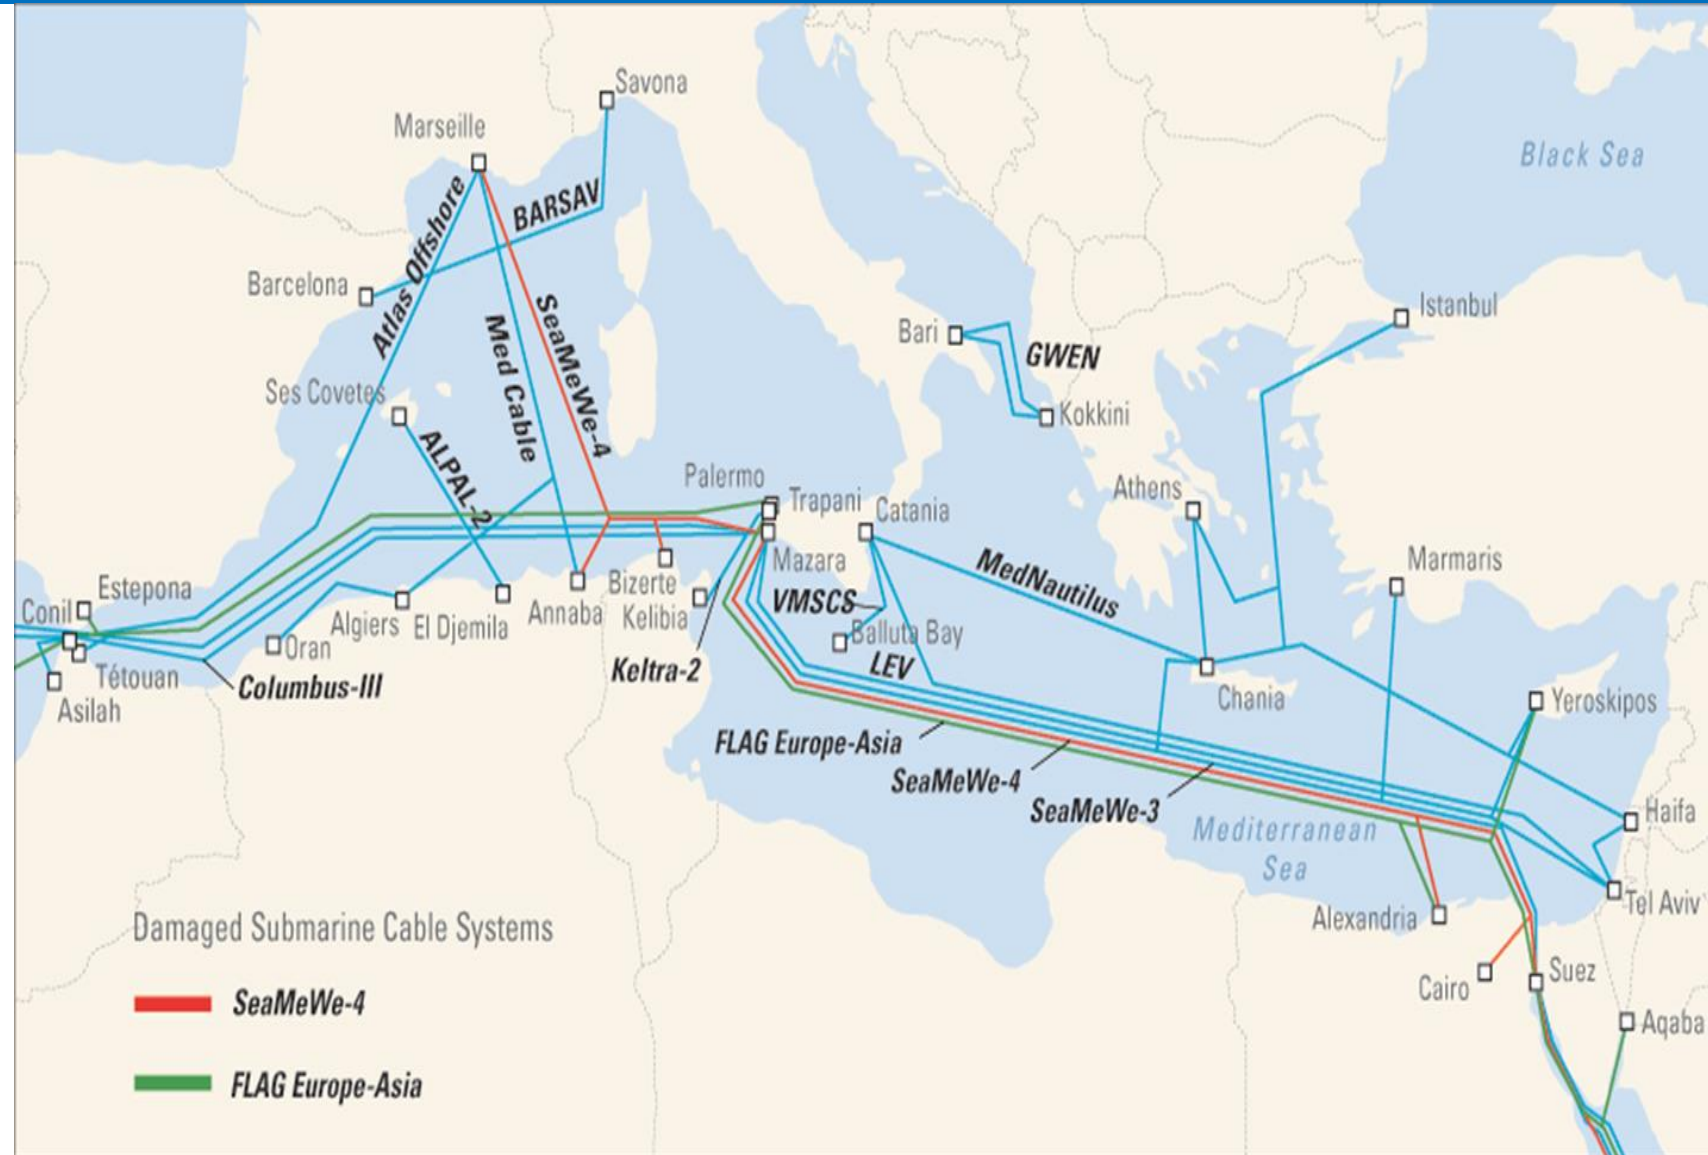 Savona
Marseille
Black Sea
BARSAV
Atlas Offshore
Barcelona
SeaMeWe-4
Med Cable
Istanbul
Bari
GWEN
Ses Covetes
Kokkini
ALPAL-2
Palermo
Trapani
Catania
Athens
Mazara
MedNautilus
Marmaris
Estepona
Conil
Bizerte
Annaba
Kelibia
VMSCS
Algiers
El Djemila
Balluta Bay
Oran
LEV
Keltra-2
Tétouan
Columbus-III
Asilah
Chania
Yeroskipos
FLAG Europe-Asia
SeaMeWe-4
SeaMeWe-3
Haifa
Mediterranean
Sea
Tel Aviv
Alexandria
Damaged Submarine Cable Systems
Cairo
Suez
SeaMeWe-4
Aqaba
FLAG Europe-Asia